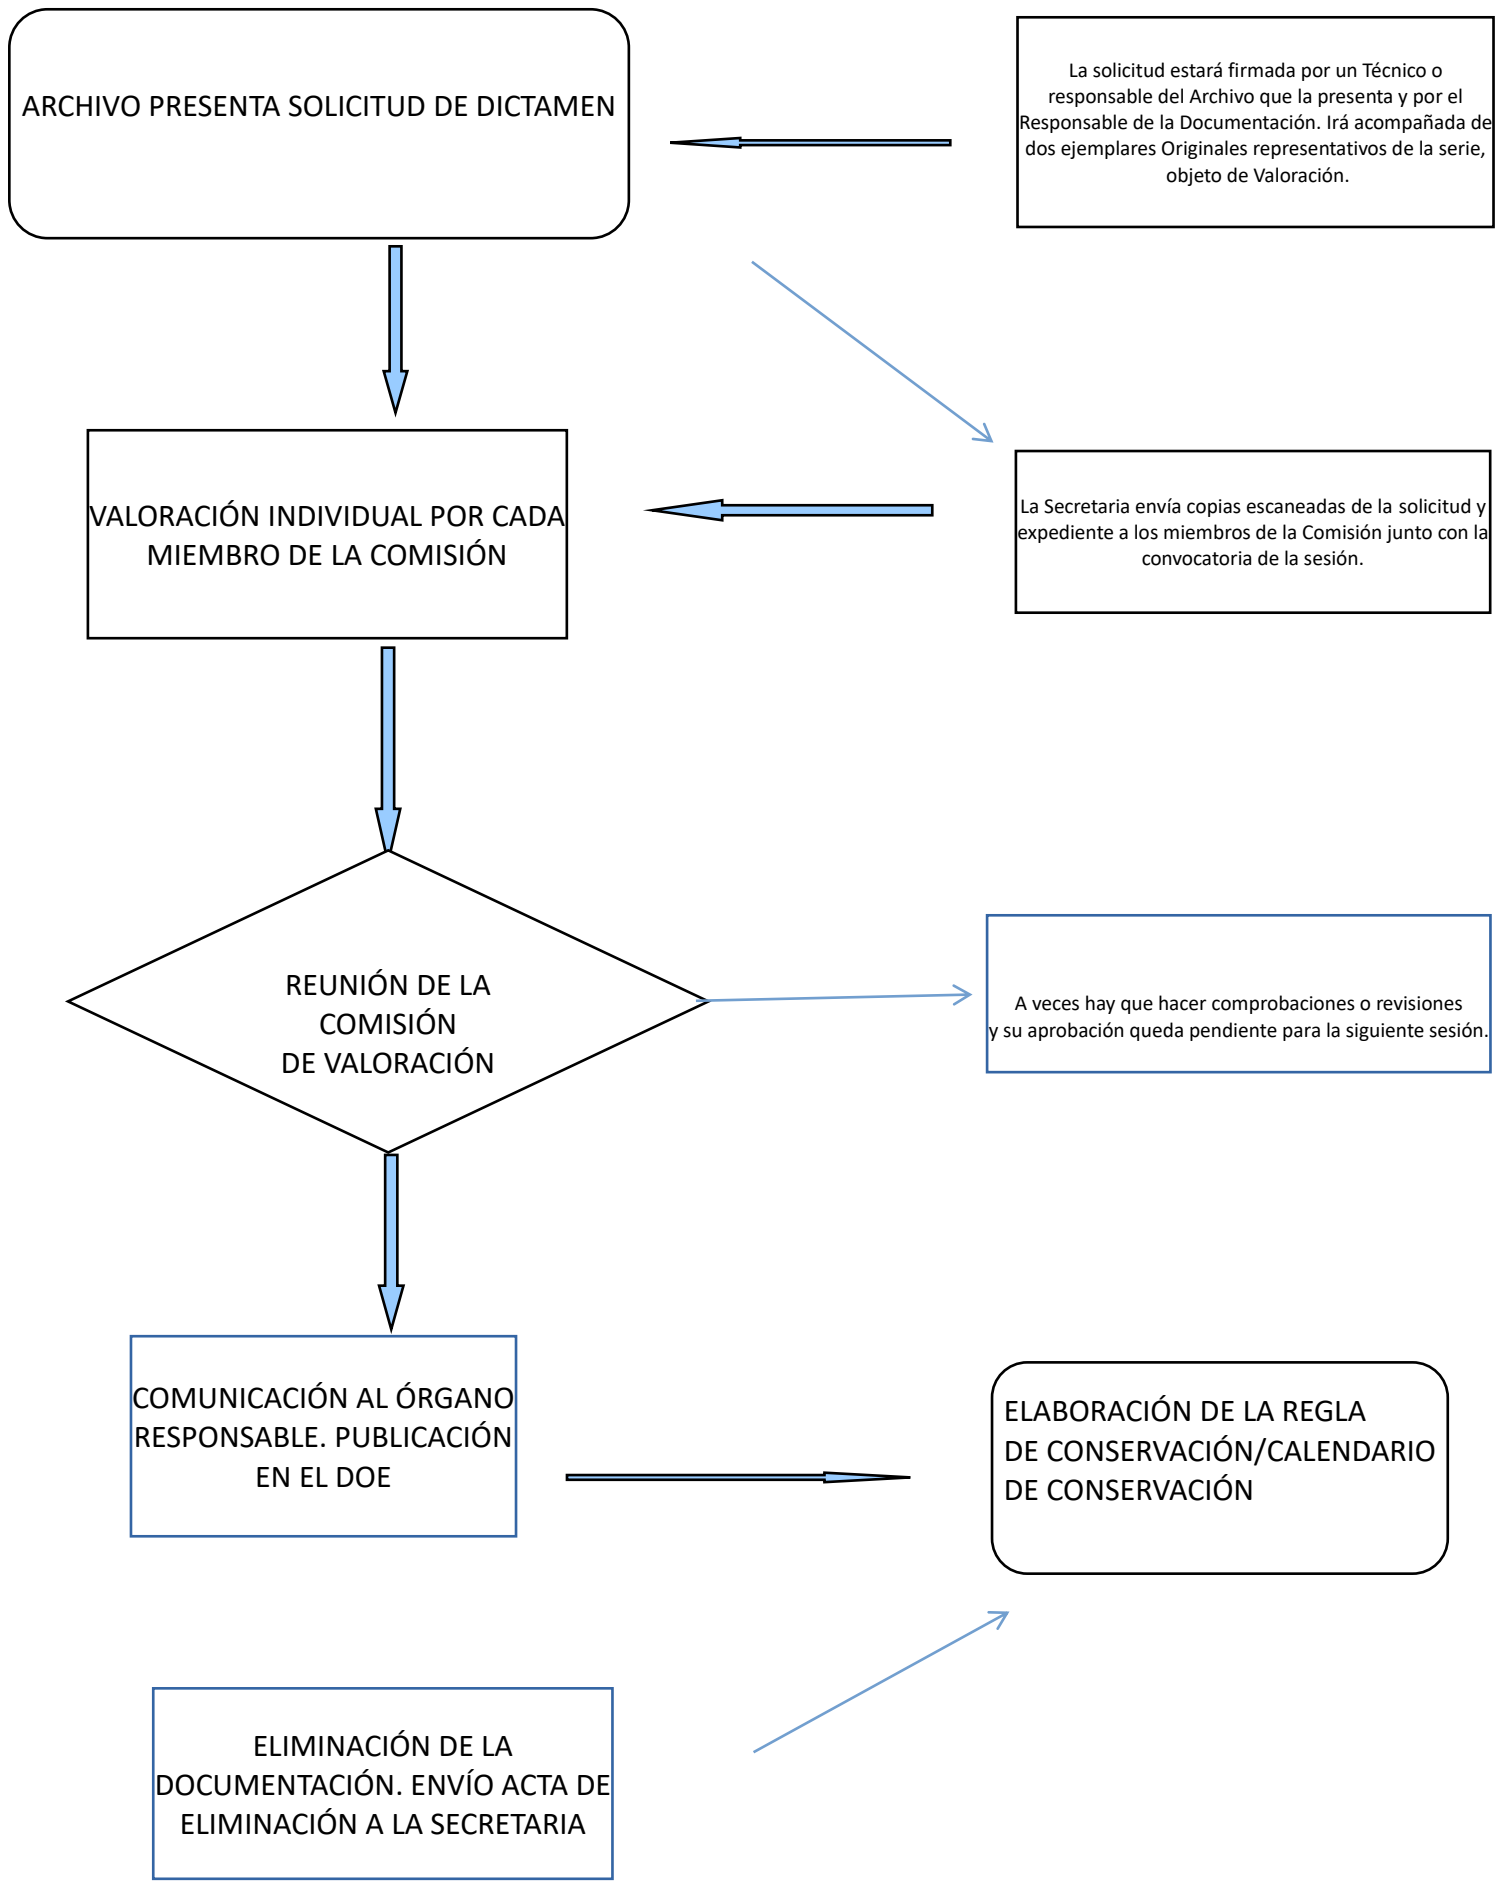 ARCHIVO PRESENTA SOLICITUD DE DICTAMEN
La solicitud estará firmada por un Técnico o
responsable del Archivo que la presenta y por el
Responsable de la Documentación. Irá acompañada de
dos ejemplares Originales representativos de la serie,
objeto de Valoración.
VALORACIÓN INDIVIDUAL POR CADA
MIEMBRO DE LA COMISIÓN
La Secretaria envía copias escaneadas de la solicitud y
expediente a los miembros de la Comisión junto con la
convocatoria de la sesión.
REUNIÓN DE LA
COMISIÓN
DE VALORACIÓN
A veces hay que hacer comprobaciones o revisiones
y su aprobación queda pendiente para la siguiente sesión.
COMUNICACIÓN AL ÓRGANO
RESPONSABLE. PUBLICACIÓN
EN EL DOE
ELABORACIÓN DE LA REGLA
DE CONSERVACIÓN/CALENDARIO
DE CONSERVACIÓN
ELIMINACIÓN DE LA
DOCUMENTACIÓN. ENVÍO ACTA DE
ELIMINACIÓN A LA SECRETARIA